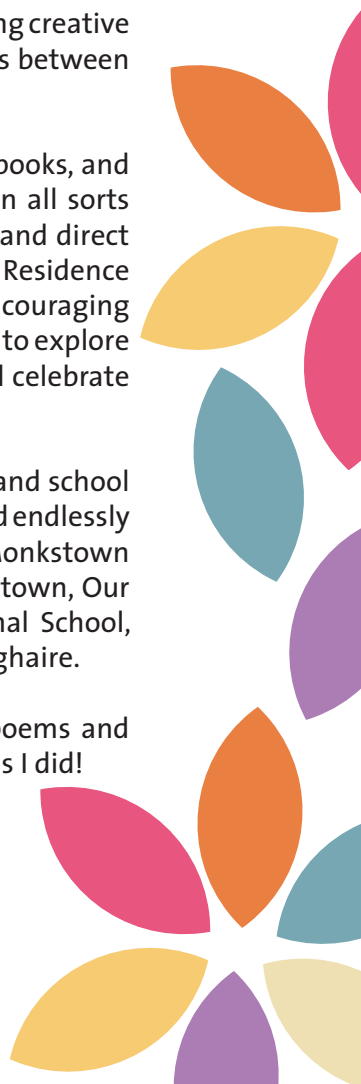 ng creative
s between
books, and
n all sorts
and direct
Residence
couraging
to explore
l celebrate
and school
d endlessly
Monkstown
town, Our
nal School,
ghaire.
poems and
s I did!